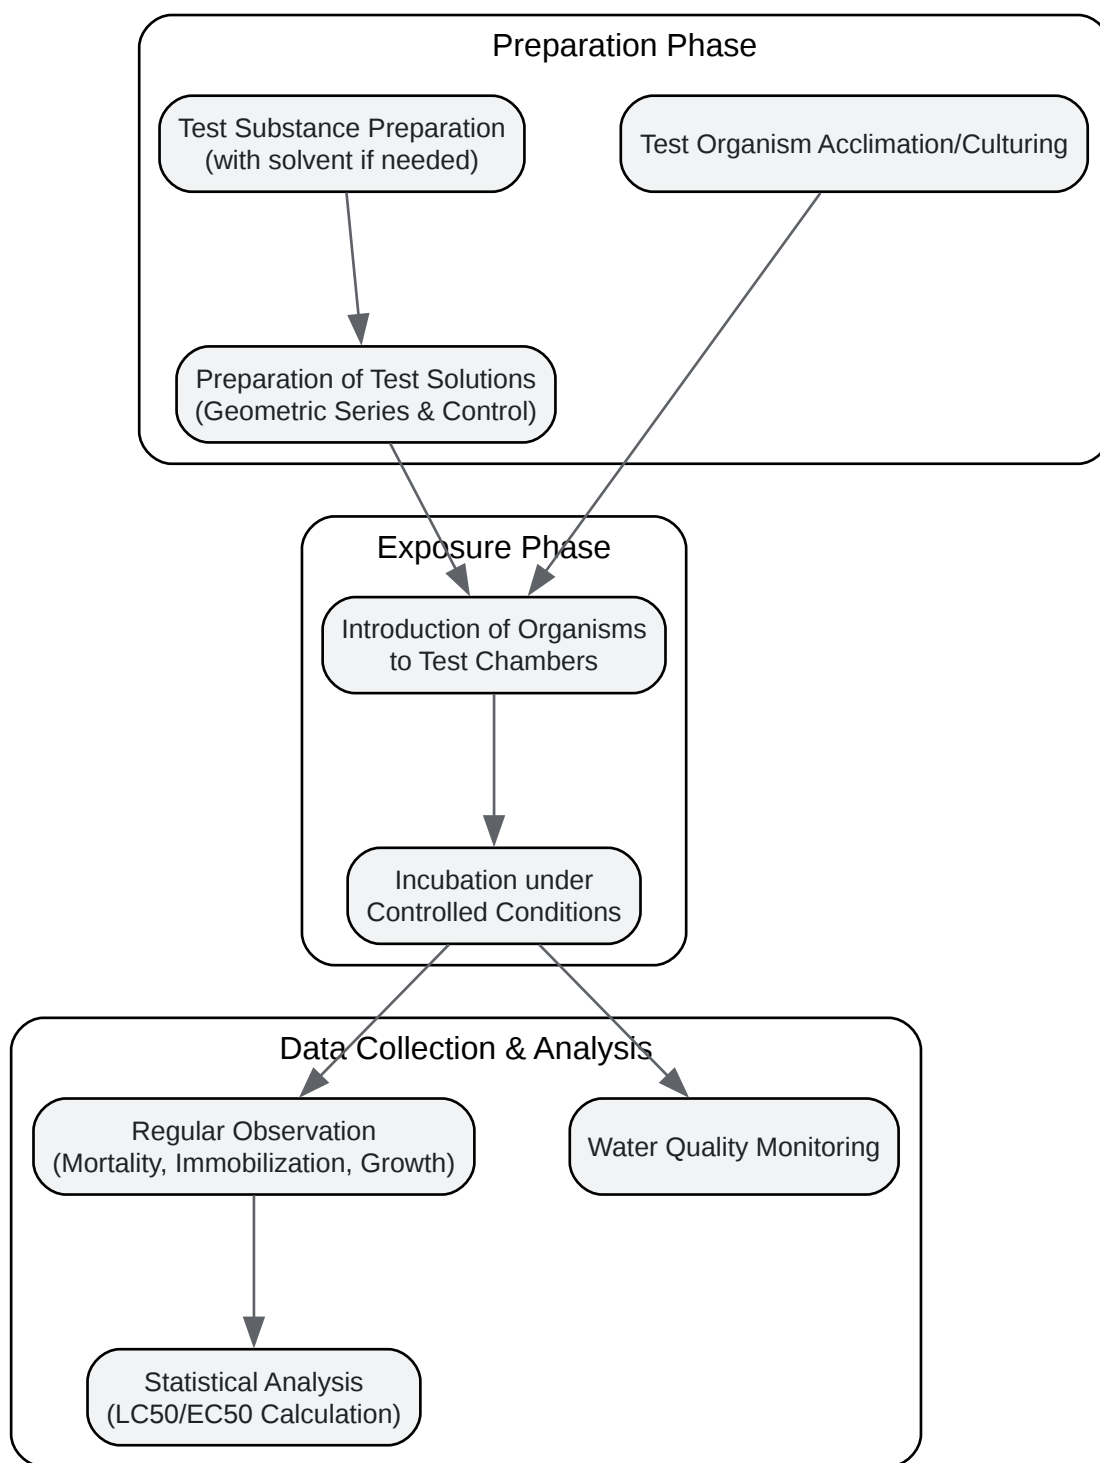 Preparation Phase
Test Substance Preparation
(with solvent if needed)
Test Organism Acclimation/Culturing
Preparation of Test Solutions
(Geometric Series & Control)
Exposure Phase
Introduction of Organisms
to Test Chambers
Incubation under
Controlled Conditions
Data Collection & Analysis
Regular Observation
(Mortality, Immobilization, Growth)
Water Quality Monitoring
Statistical Analysis
(LC50/EC50 Calculation)